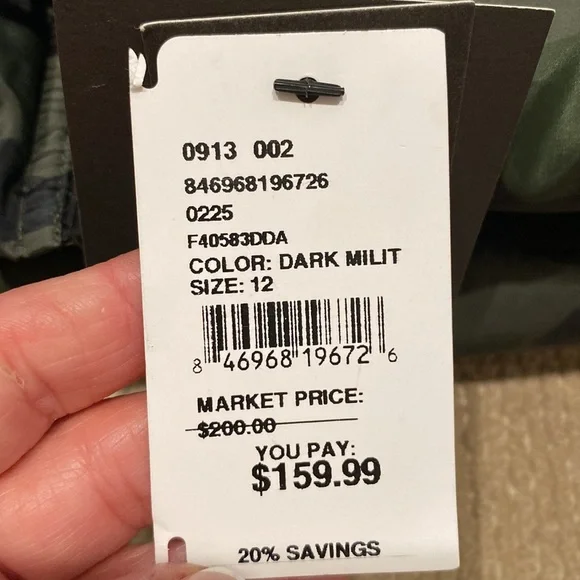 0913 002
846968196726
0225
F40583DDA
COLOR: DARK MILIT
SIZE: 12
8 46968 19672 6
MARKET PRICE:
$200.00
YOU PAY:
$159.99
20% SAVINGS